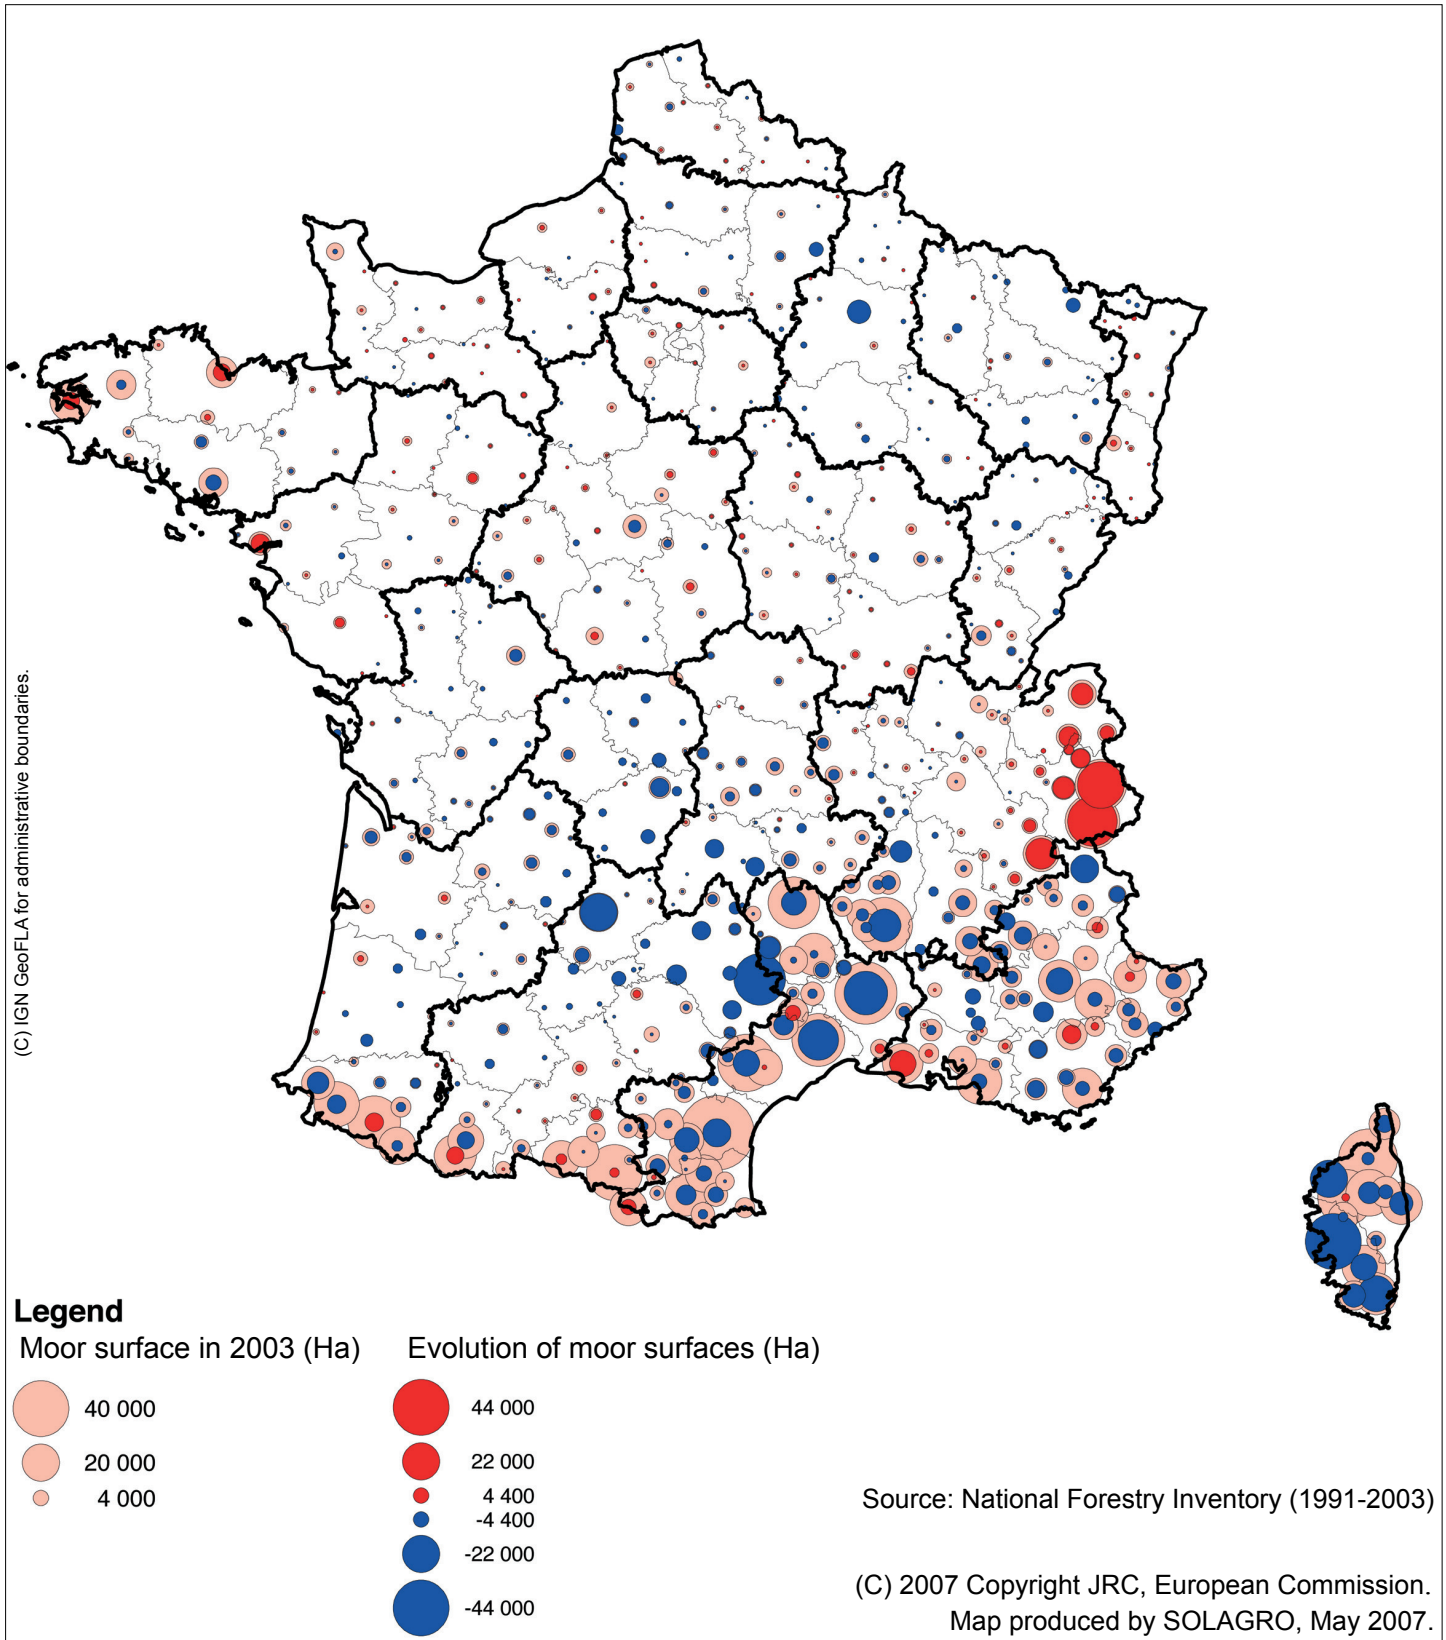 (C) IGN GeoFLA for administrative boundaries.
Legend
Moor surface in 2003 (Ha)
40 000
20 000
4 000
Evolution of moor surfaces (Ha)
44 000
22 000
4 400
-4 400
-22 000
-44 000
Source: National Forestry Inventory (1991-2003)
(C) 2007 Copyright JRC, European Commission.
Map produced by SOLAGRO, May 2007.